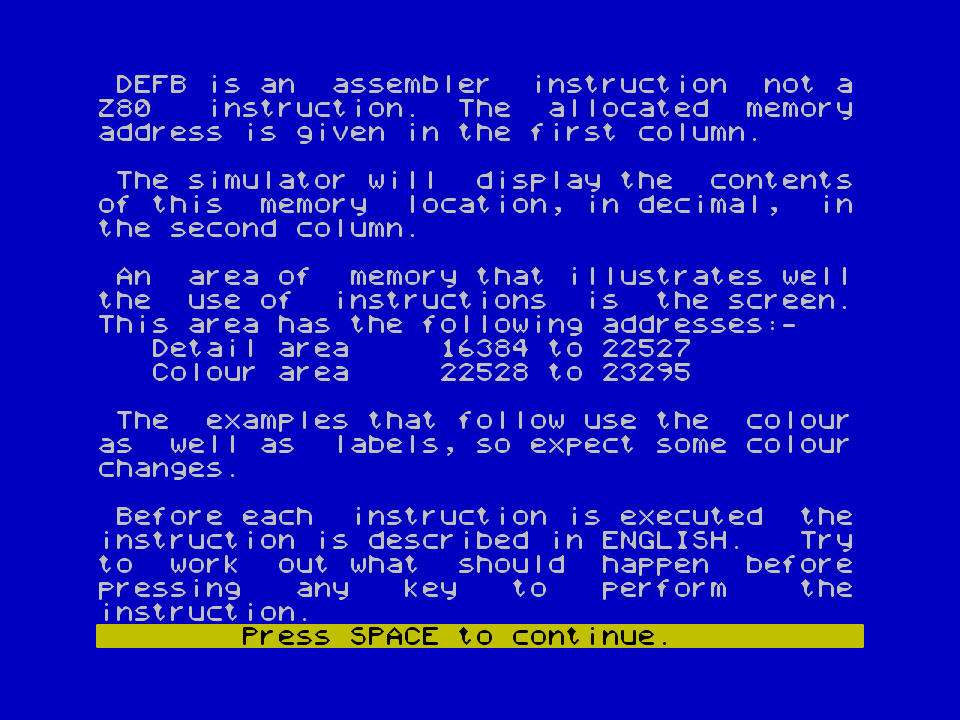 DEFB is an assembler instruction not a
Z80 instruction. The allocated memory
address is given in the first column.
The simulator will display the contents
of this memory location, in decimal, in
the second column.
An area of memory that illustrates well
the use of instructions is the screen.
This area has the following addresses:-
Detail area 16384 to 22527
Colour area 22528 to 23295
The examples that follow use the colour
as well as labels, so expect some colour
changes.
Before each instruction is executed the
instruction is described in ENGLISH. Try
to work out what should happen before
pressing any key to perform the
instruction.
Press SPACE to continue.